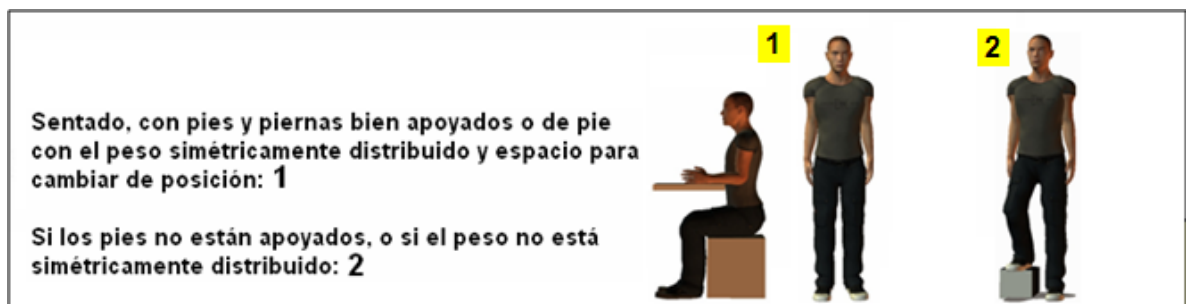 1
2
Sentado, con pies y piernas bien apoyados o de pie
con el peso simétricamente distribuido y espacio para
cambiar de posición: 1
Si los pies no están apoyados, o si el peso no está
simétricamente distribuido: 2